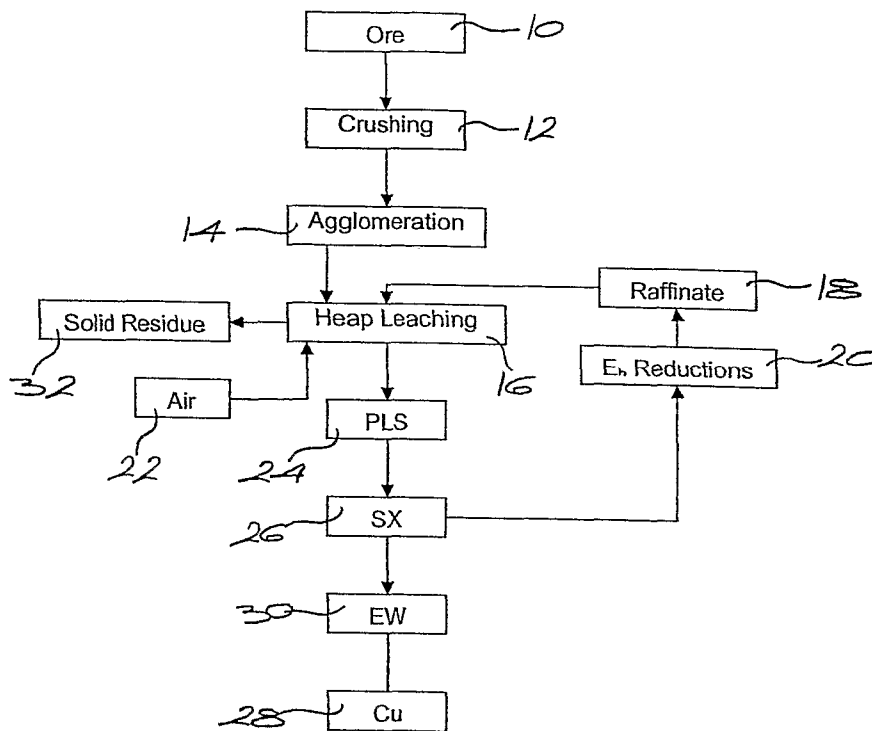 Ore 10
Crushing 12
14 Agglomeration
Raffinate 18
Solid Residue Heap Leaching
32 16
Eₕ Reductions 20
Air
22
PLS
24
26 SX
30 EW
28 Cu